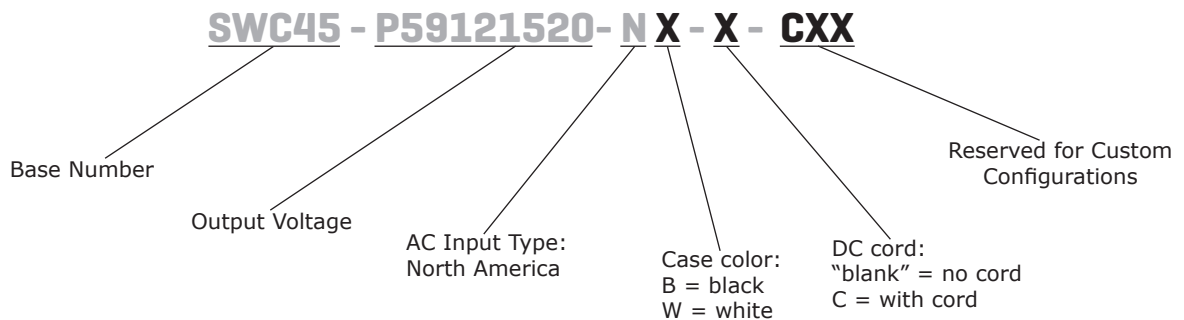 SWC45 - P59121520- N X - X - CXX
Base Number
Output Voltage
AC Input Type:
North America
Case color:
B = black
W = white
DC cord:
“blank” = no cord
C = with cord
Reserved for Custom
Configurations